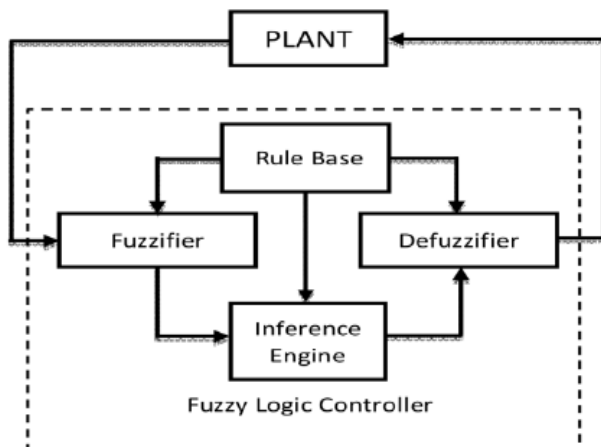 PLANT
Rule Base
Fuzzifier
Defuzzifier
Inference
Engine
Fuzzy Logic Controller